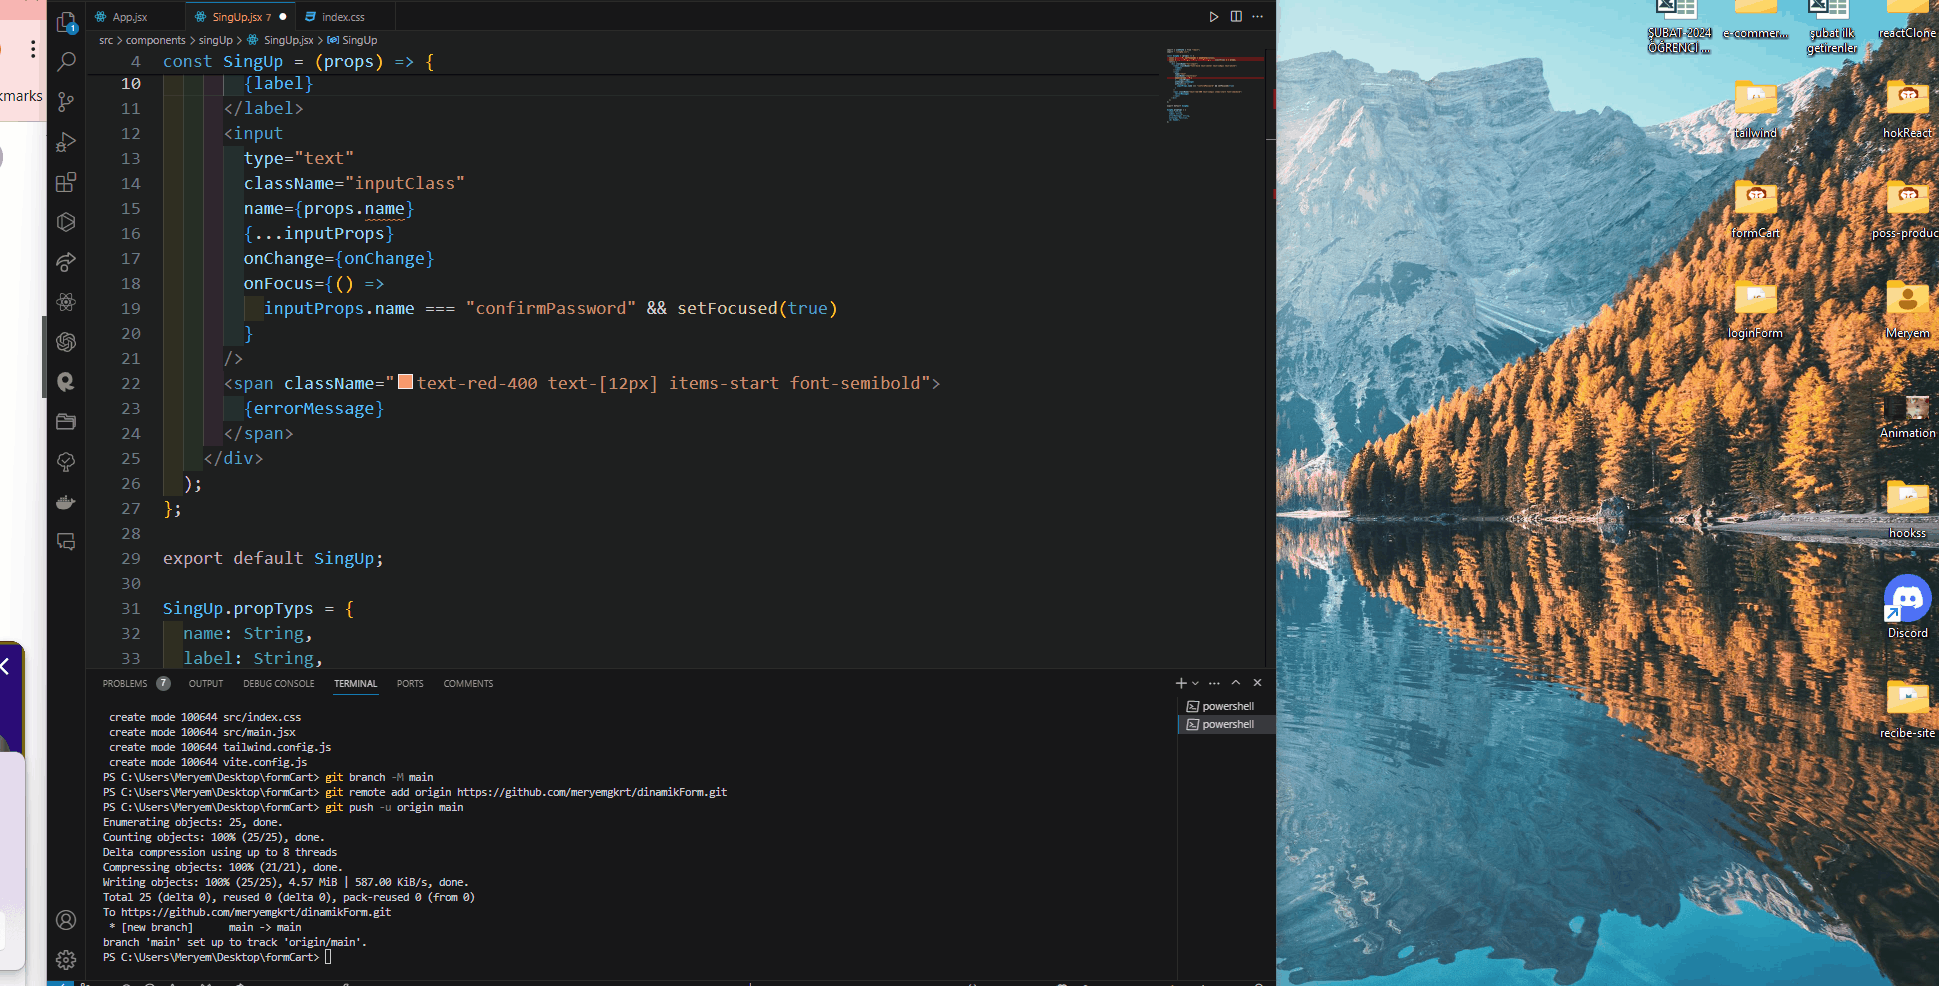 kmarks
1
App.jsx
SingUp.jsx 7
index.css
src > components > singUp > SingUp.jsx > SingUp
4 const SingUp = (props) => {
10 {label}
11 </label>
12 <input
13 type="text"
14 className="inputClass"
15 name={props.name}
16 {...inputProps}
17 onChange={onChange}
18 onFocus={() =>
19 inputProps.name === "confirmPassword" && setFocused(true)
20 }
21 />
22 <span className="text-red-400 text-[12px] items-start font-semibold">
23 {errorMessage}
24 </span>
25 </div>
26 );
27 };
28
29 export default SingUp;
30
31 SingUp.propTyps = {
32 name: String,
33 label: String,
PROBLEMS 7 OUTPUT DEBUG CONSOLE TERMINAL PORTS COMMENTS
powershell
powershell
create mode 100644 src/index.css
create mode 100644 src/main.jsx
create mode 100644 tailwind.config.js
create mode 100644 vite.config.js
PS C:\Users\Meryem\Desktop\formCart> git branch -M main
PS C:\Users\Meryem\Desktop\formCart> git remote add origin https://github.com/meryemgkrt/dinamikForm.git
PS C:\Users\Meryem\Desktop\formCart> git push -u origin main
Enumerating objects: 25, done.
Counting objects: 100% (25/25), done.
Delta compression using up to 8 threads
Compressing objects: 100% (21/21), done.
Writing objects: 100% (25/25), 4.57 MiB | 587.00 KiB/s, done.
Total 25 (delta 0), reused 0 (delta 0), pack-reused 0 (from 0)
To https://github.com/meryemgkrt/dinamikForm.git
* [new branch] main -> main
branch 'main' set up to track 'origin/main'.
PS C:\Users\Meryem\Desktop\formCart>
ŞUBAT-2024 ÖĞRENCİ ...
e-commer...
şubat ilk getirenler
reactClone
tailwind
hokReact
formCart
poss-produc
loginForm
Meryem
Animation
hookss
Discord
recibe-site